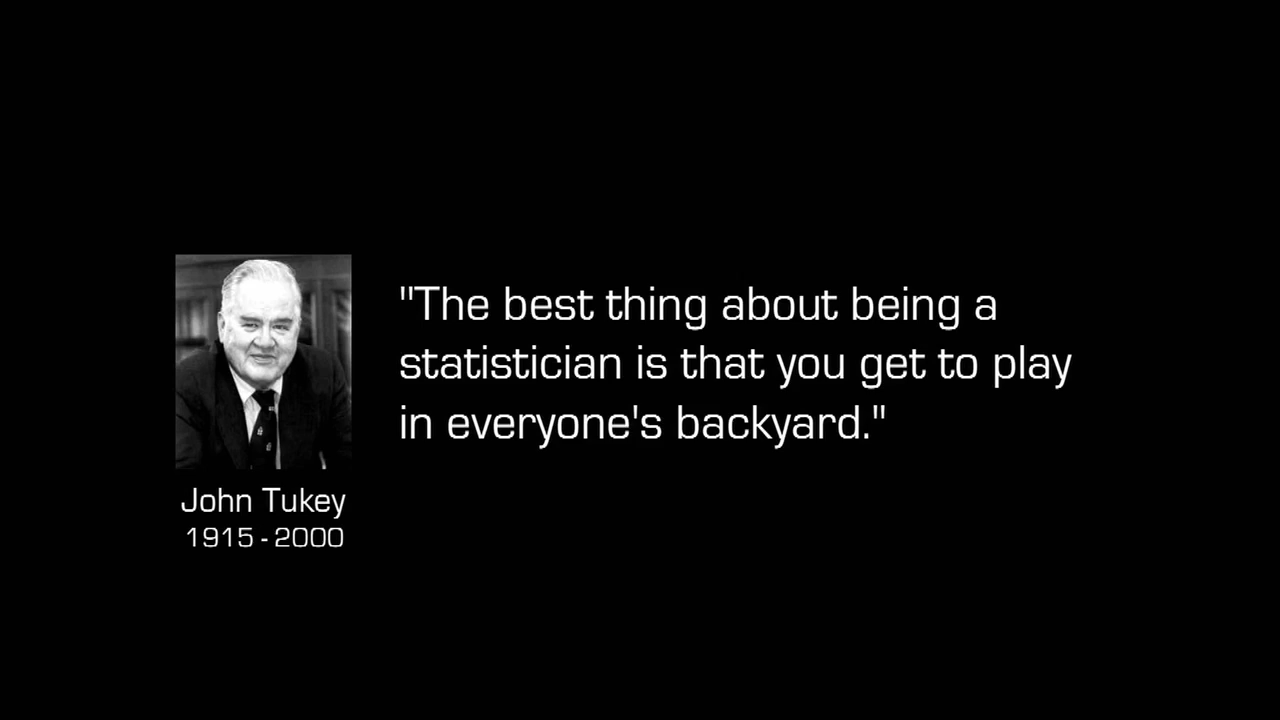 "The best thing about being a
statistician is that you get to play
in everyone's backyard."
John Tukey
1915 - 2000